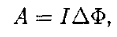 A = IΔΦ,